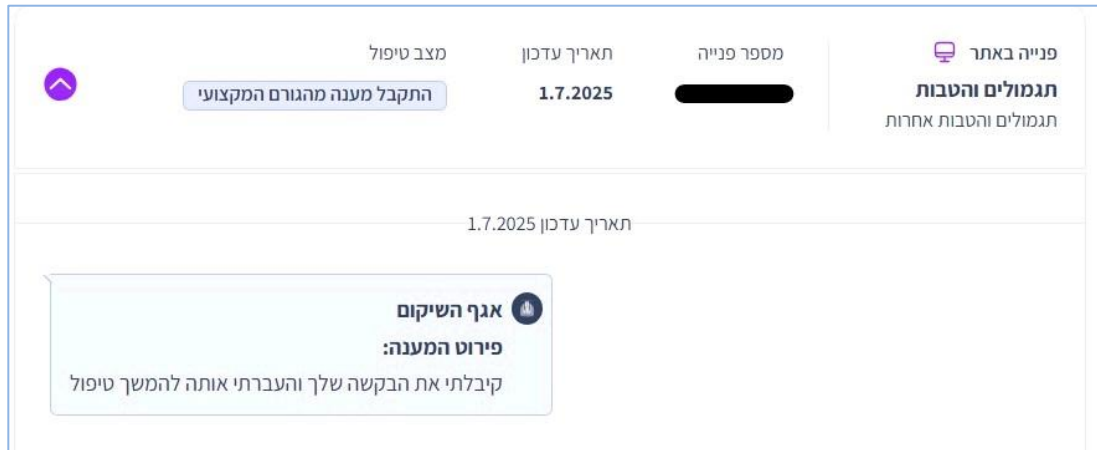 פנייה באתר
תגמולים והטבות
תגמולים והטבות אחרות
מספר פנייה
תאריך עדכון
1.7.2025
מצב טיפול
התקבל מענה מהגורם המקצועי
תאריך עדכון 1.7.2025
אגף השיקום
פירוט המענה:
קיבלתי את הבקשה שלך והעברתי אותה להמשך טיפול